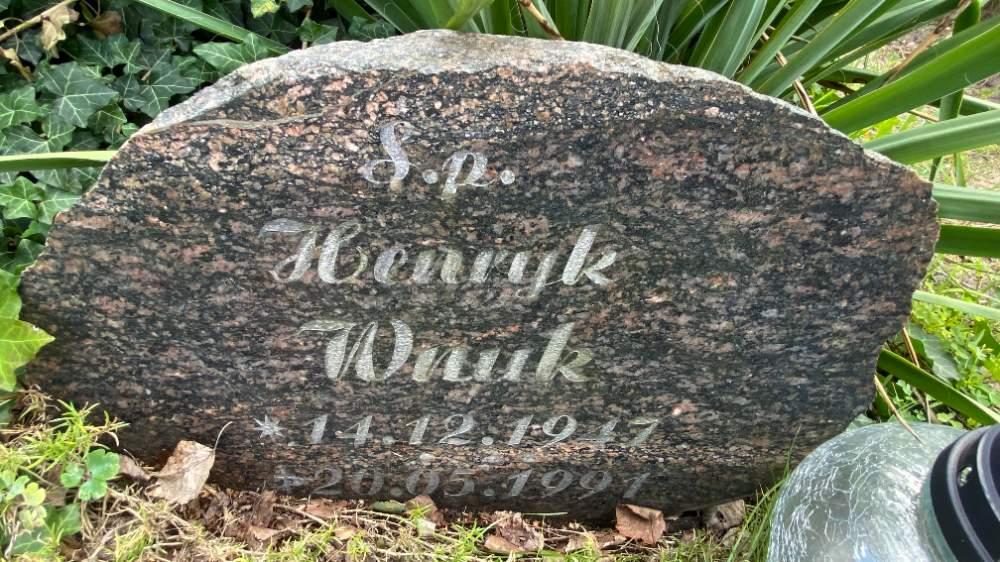 S.p.
Henryk
Wnuk
*.14.12.1947
+20.05.1991